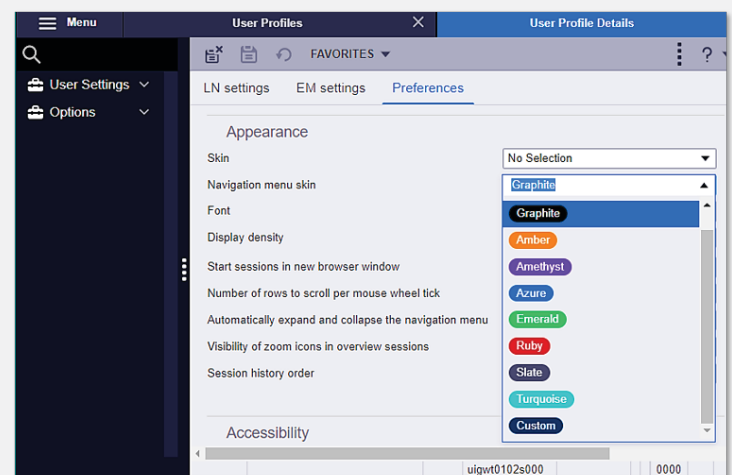 Menu
User Profiles
User Profile Details
FAVORITES
?
User Settings
Options
LN settings EM settings Preferences
Appearance
Skin No Selection
Navigation menu skin Graphite
Font Graphite
Display density Amber
Start sessions in new browser window Amethyst
Number of rows to scroll per mouse wheel tick Azure
Automatically expand and collapse the navigation menu Emerald
Visibility of zoom icons in overview sessions Ruby
Session history order Slate
Turquoise
Custom
Accessibility
uigwt0102s000 0000